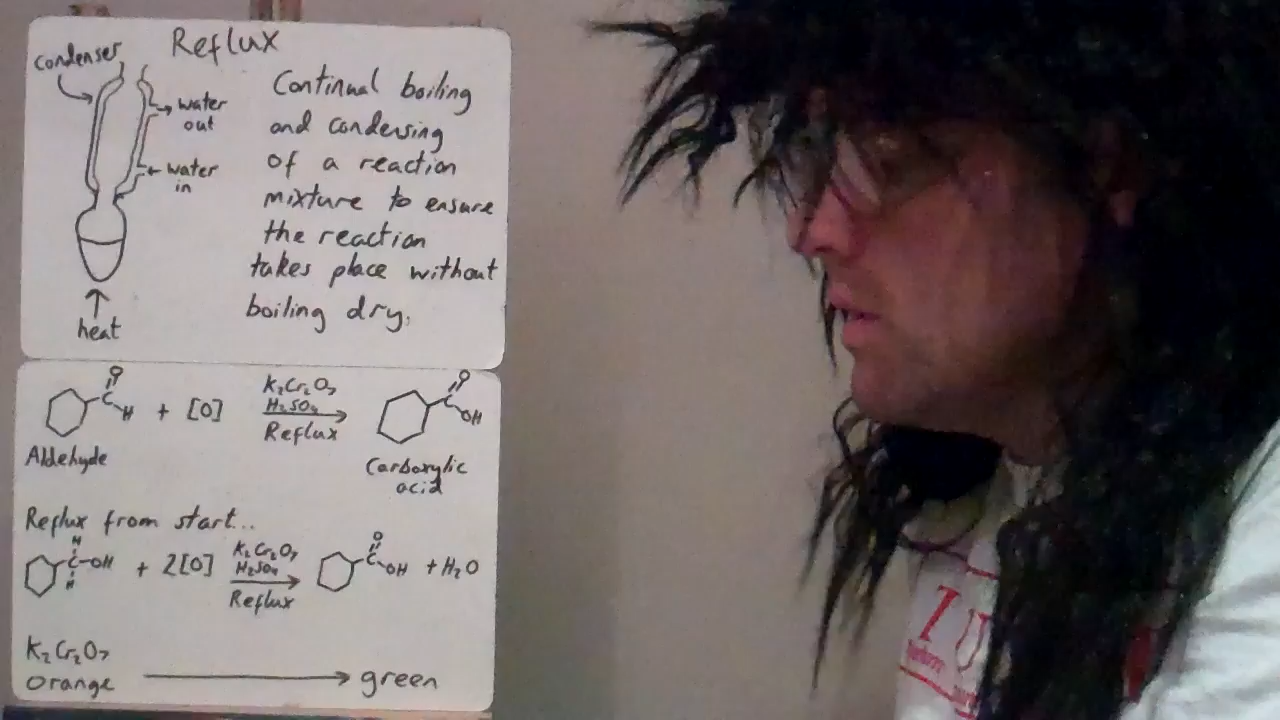 Reflux
condenser
water
out
water
in
heat
Continual boiling
and condensing
of a reaction
mixture to ensure
the reaction
takes place without
boiling dry.
O
C
H
+ [O]
K2Cr2O7
H2SO4
Reflux
O
C
OH
Aldehyde
Carboxylic
acid
Reflux from start...
H
C-OH
H
+ 2[O]
K2Cr2O7
H2SO4
Reflux
O
C
OH
+ H2O
K2Cr2O7
Orange
green